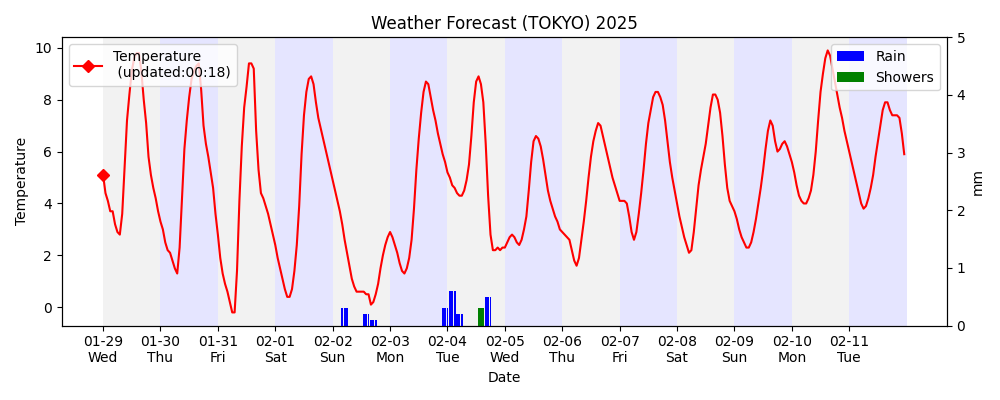 Weather Forecast (TOKYO) 2025
Temperature
(updated:00:18)
Rain
Showers
10
8
6
4
2
0
Temperature
5
4
3
2
1
0
mm
01-29 01-30 01-31 02-01 02-02 02-03 02-04 02-05 02-06 02-07 02-08 02-09 02-10 02-11
Wed Thu Fri Sat Sun Mon Tue Wed Thu Fri Sat Sun Mon Tue
Date